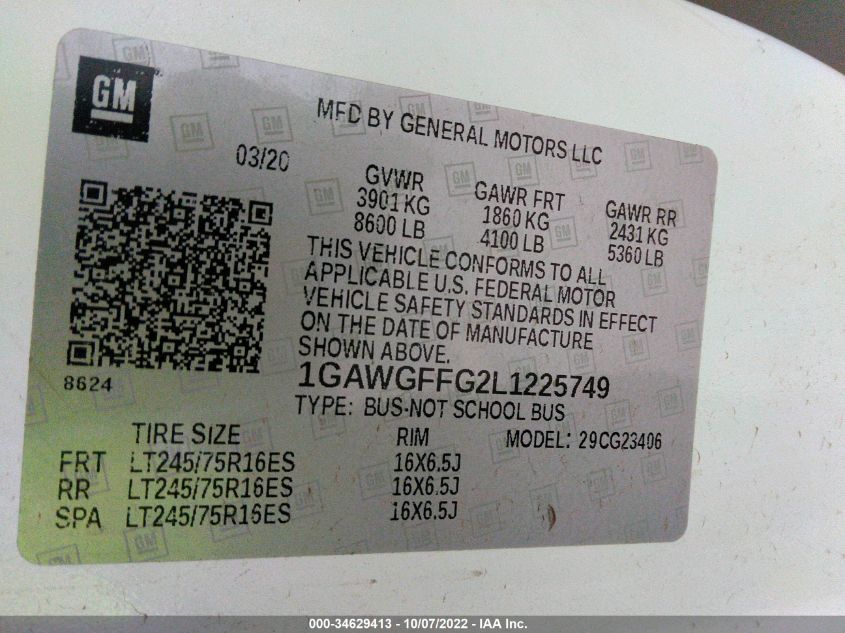 GM
MFD BY GENERAL MOTORS LLC
03/20
GVWR
3901 KG
8600 LB
GAWR FRT
1860 KG
4100 LB
GAWR RR
2431 KG
5360 LB
THIS VEHICLE CONFORMS TO ALL
APPLICABLE U.S. FEDERAL MOTOR
VEHICLE SAFETY STANDARDS IN EFFECT
ON THE DATE OF MANUFACTURE
SHOWN ABOVE.
8624
1GAWGFFG2L1225749
TYPE: BUS-NOT SCHOOL BUS
TIRE SIZE RIM MODEL: 29CG23406
FRT LT245/75R16ES 16X6.5J
RR LT245/75R16ES 16X6.5J
SPA LT245/75R16ES 16X6.5J
000-34629413 - 10/07/2022 - IAA Inc.